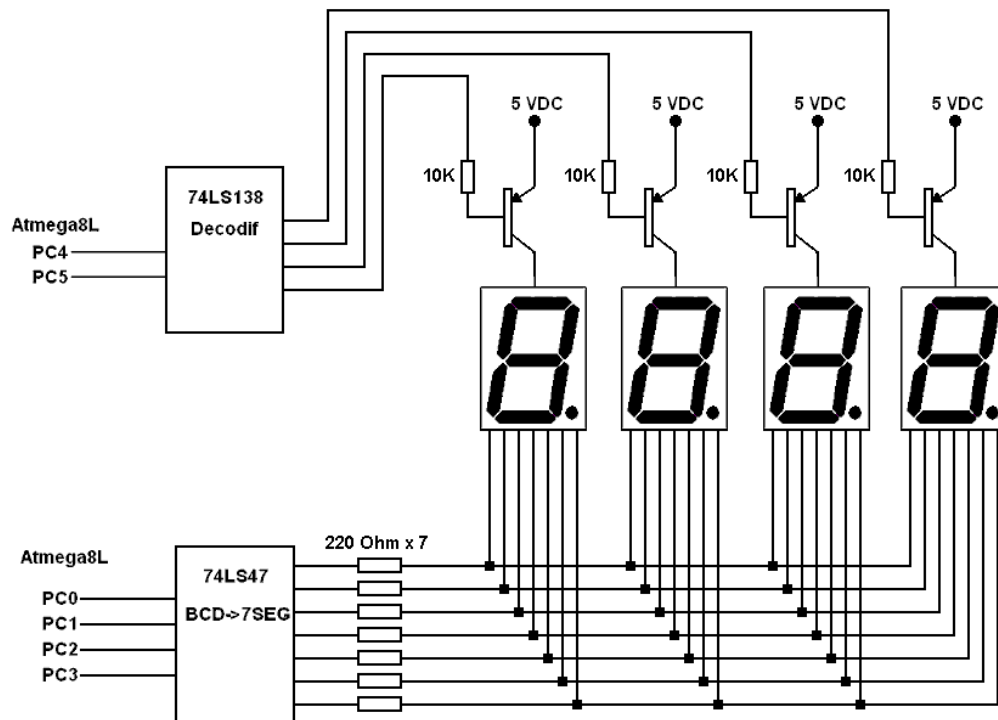 5 VDC
5 VDC
5 VDC
5 VDC
10K
10K
10K
10K
74LS138
Decodif
Atmega8L
PC4
PC5
220 Ohm x 7
Atmega8L
74LS47
BCD->7SEG
PC0
PC1
PC2
PC3